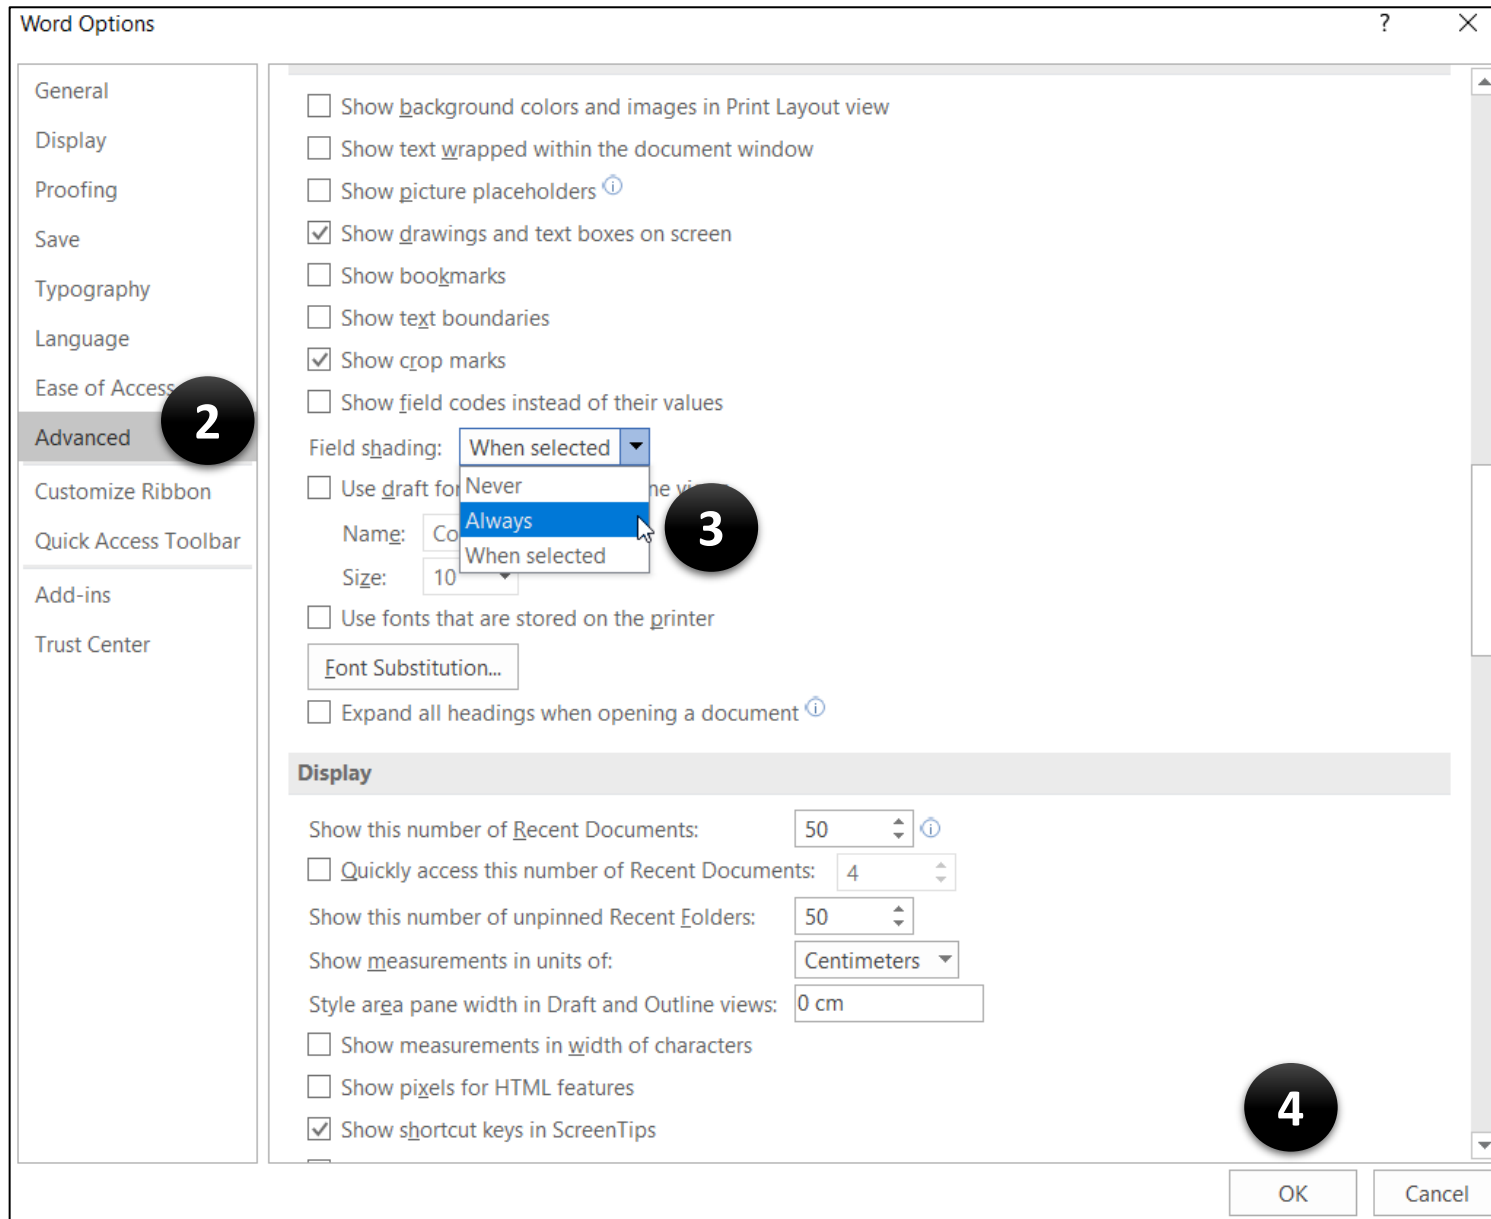 Word Options
?
General
Display
Proofing
Save
Typography
Language
Ease of Access
Advanced
2
Customize Ribbon
Quick Access Toolbar
Add-ins
Trust Center
Show background colors and images in Print Layout view
Show text wrapped within the document window
Show picture placeholders
Show drawings and text boxes on screen
Show bookmarks
Show text boundaries
Show crop marks
Show field codes instead of their values
Field shading: When selected
Use draft for
Never
Always
3
When selected
Name: Co
Size: 10
Use fonts that are stored on the printer
Font Substitution...
Expand all headings when opening a document
Display
Show this number of Recent Documents: 50
Quickly access this number of Recent Documents: 4
Show this number of unpinned Recent Folders: 50
Show measurements in units of: Centimeters
Style area pane width in Draft and Outline views: 0 cm
Show measurements in width of characters
Show pixels for HTML features
Show shortcut keys in ScreenTips
4
OK Cancel